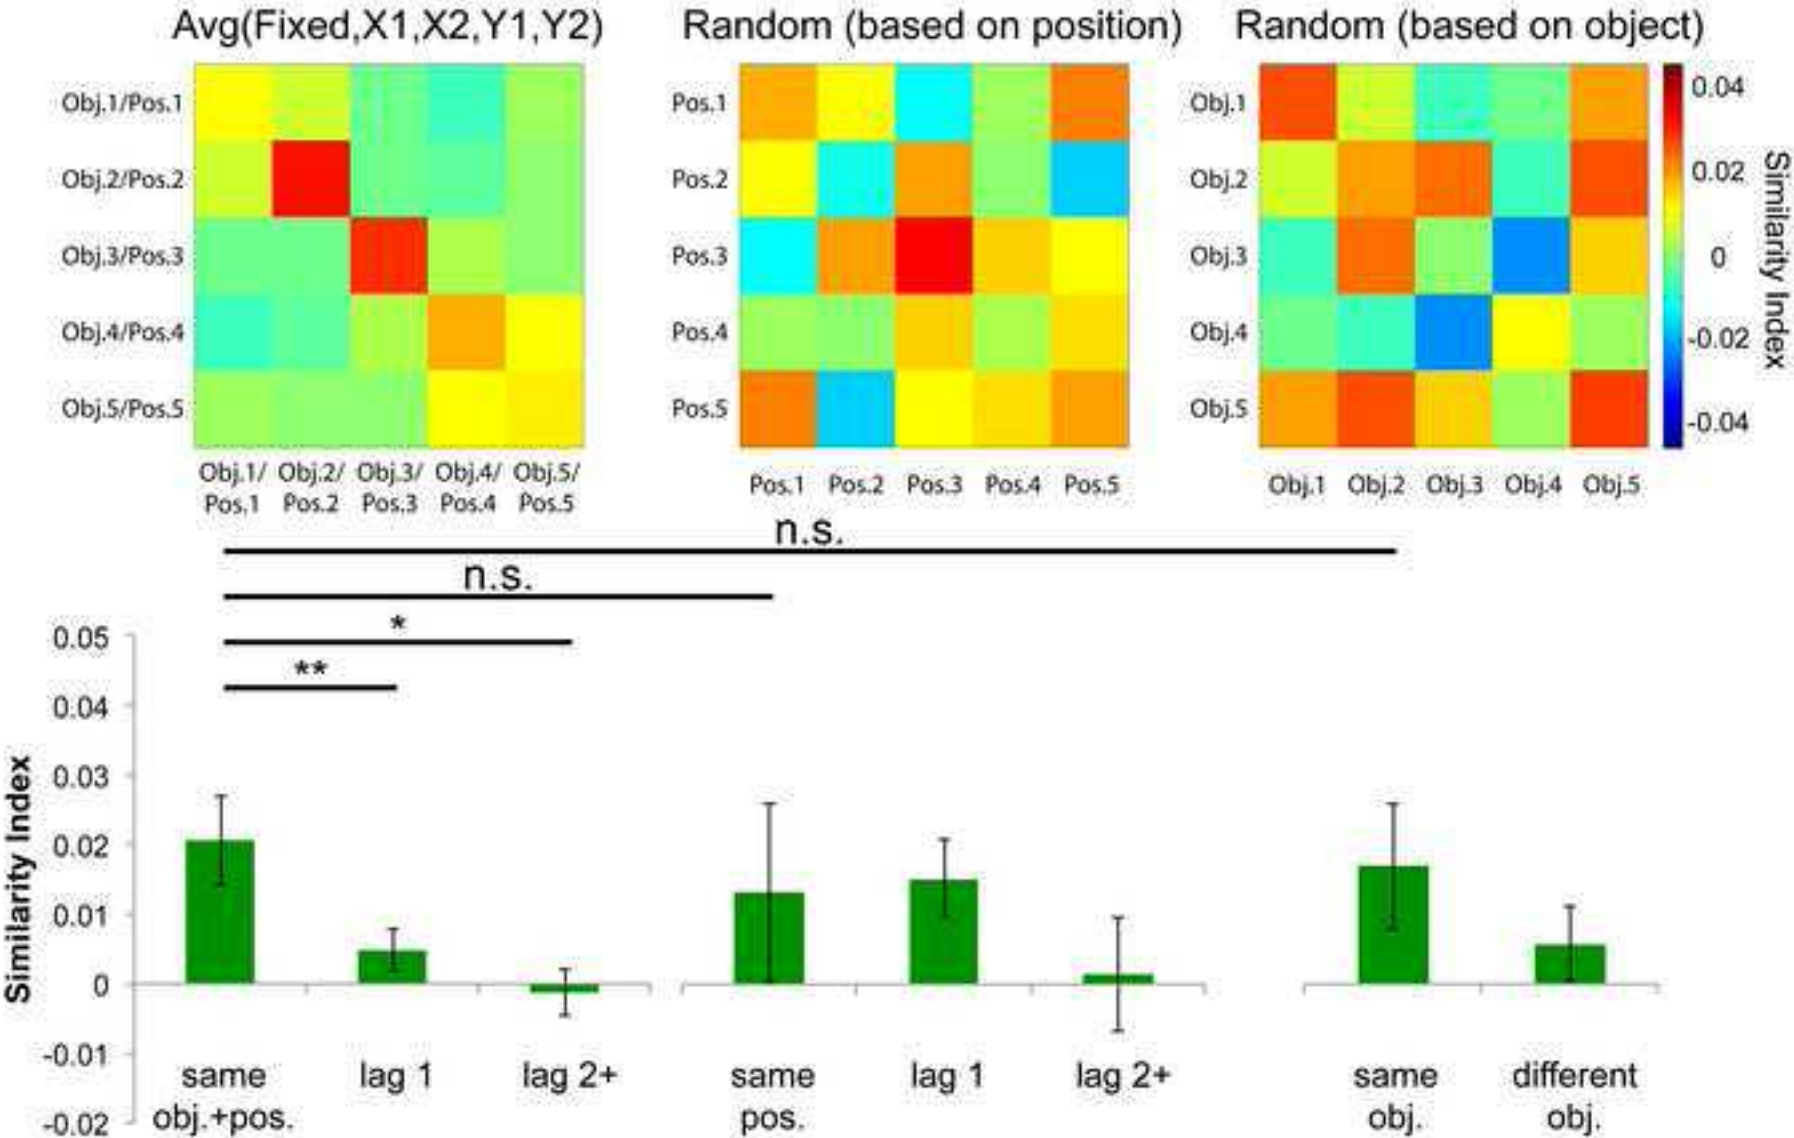 Avg(Fixed,X1,X2,Y1,Y2)
Random (based on position)
Random (based on object)
Obj.1/Pos.1
Obj.2/Pos.2
Obj.3/Pos.3
Obj.4/Pos.4
Obj.5/Pos.5
Obj.1/ Obj.2/ Obj.3/ Obj.4/ Obj.5/
Pos.1 Pos.2 Pos.3 Pos.4 Pos.5
Pos.1
Pos.2
Pos.3
Pos.4
Pos.5
Pos.1 Pos.2 Pos.3 Pos.4 Pos.5
Obj.1
Obj.2
Obj.3
Obj.4
Obj.5
Obj.1 Obj.2 Obj.3 Obj.4 Obj.5
0.04
0.02
0
-0.02
-0.04
Similarity Index
n.s.
n.s.
*
**
Similarity Index
0.05
0.04
0.03
0.02
0.01
0
-0.01
-0.02
same lag 1 lag 2+
obj.+pos.
same lag 1 lag 2+
pos.
same different
obj. obj.